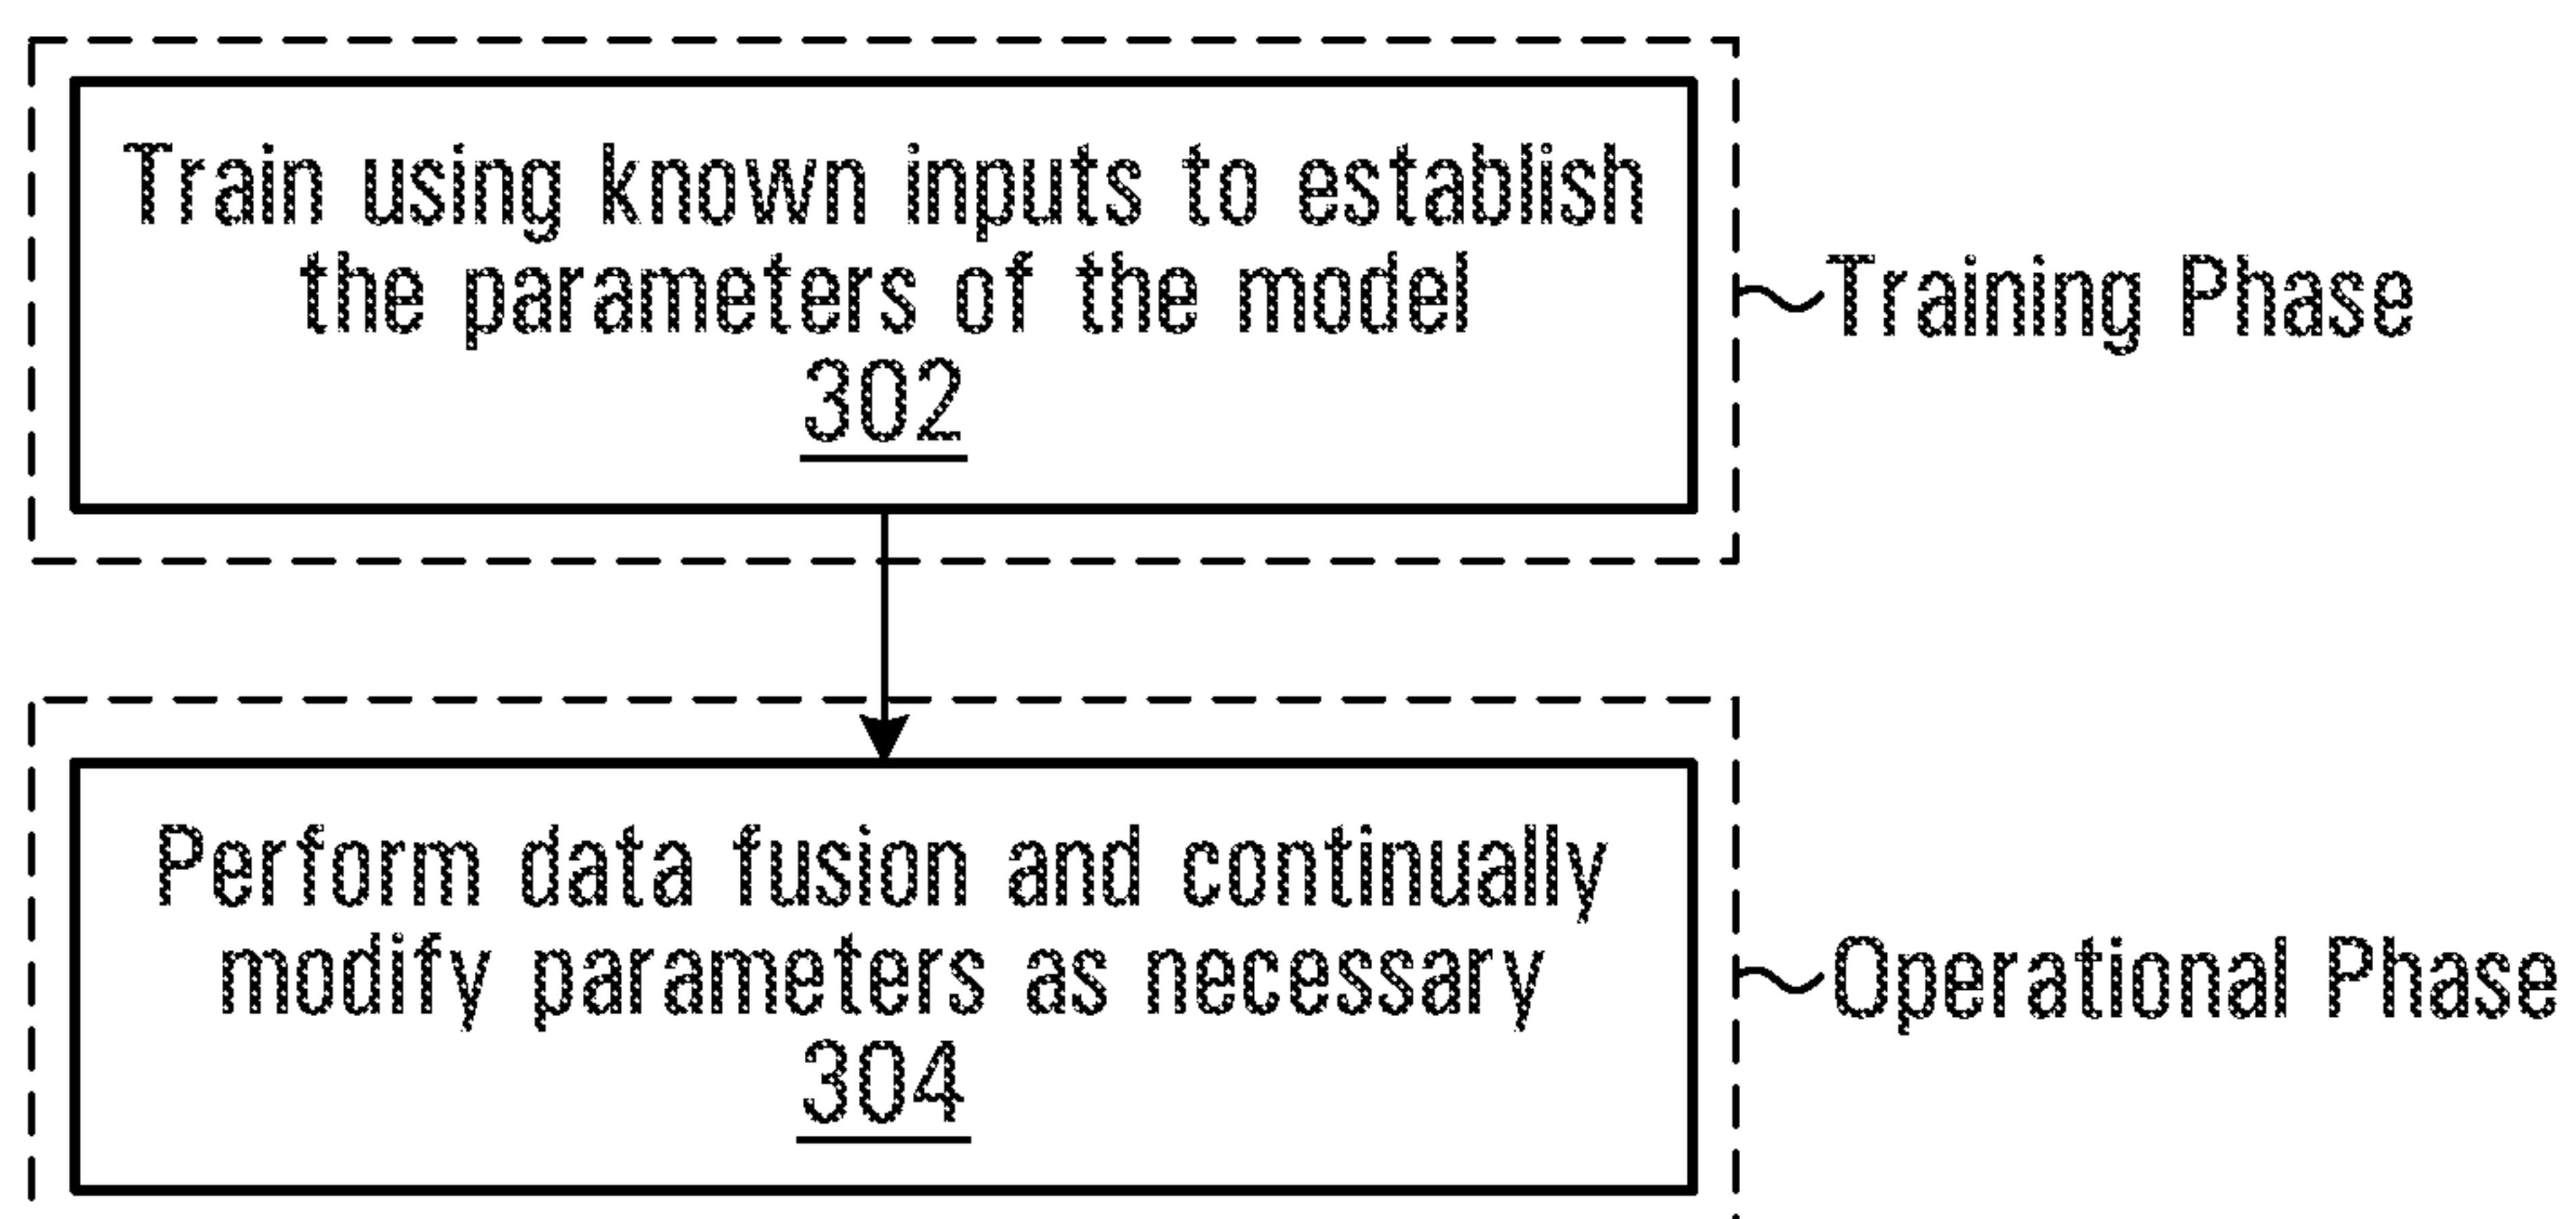 Train using known inputs to establish
the parameters of the model
302
Training Phase
Perform data fusion and continually
modify parameters as necessary
304
Operational Phase